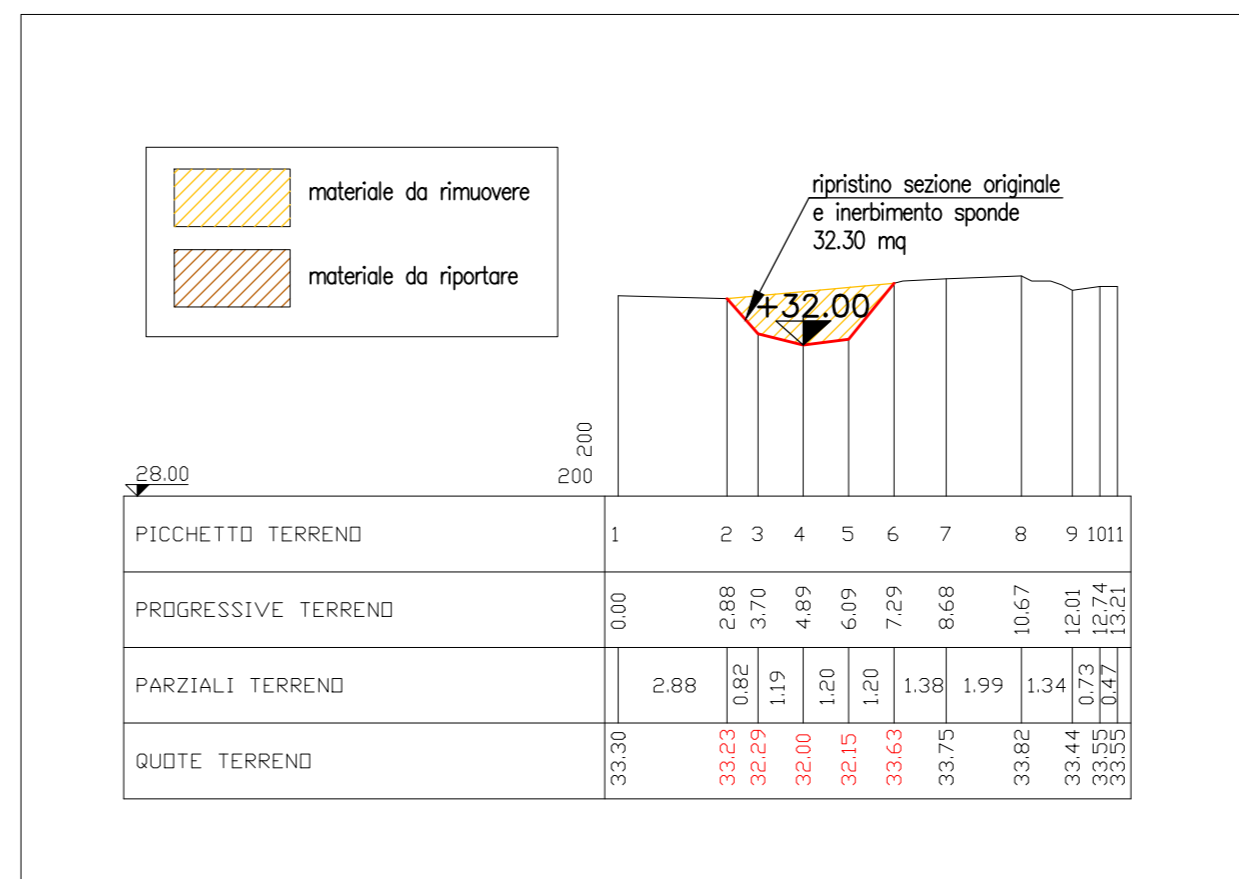 materiale da rimuovere
materiale da riportare
ripristino sezione originale
e inerbimento sponde
32.30 mq
+32.00
200
200
28.00
PICCHETTO TERRENO 1 2 3 4 5 6 7 8 9 10 11
PROGRESSIVE TERRENO 0.00 2.88 3.70 4.89 6.09 7.29 8.68 10.67 12.01 12.74 13.21
PARZIALI TERRENO 2.88 0.82 1.19 1.20 1.20 1.38 1.99 1.34 0.73 0.47
QUOTE TERRENO 33.30 33.23 32.29 32.00 32.15 33.63 33.75 33.82 33.44 33.55 33.55